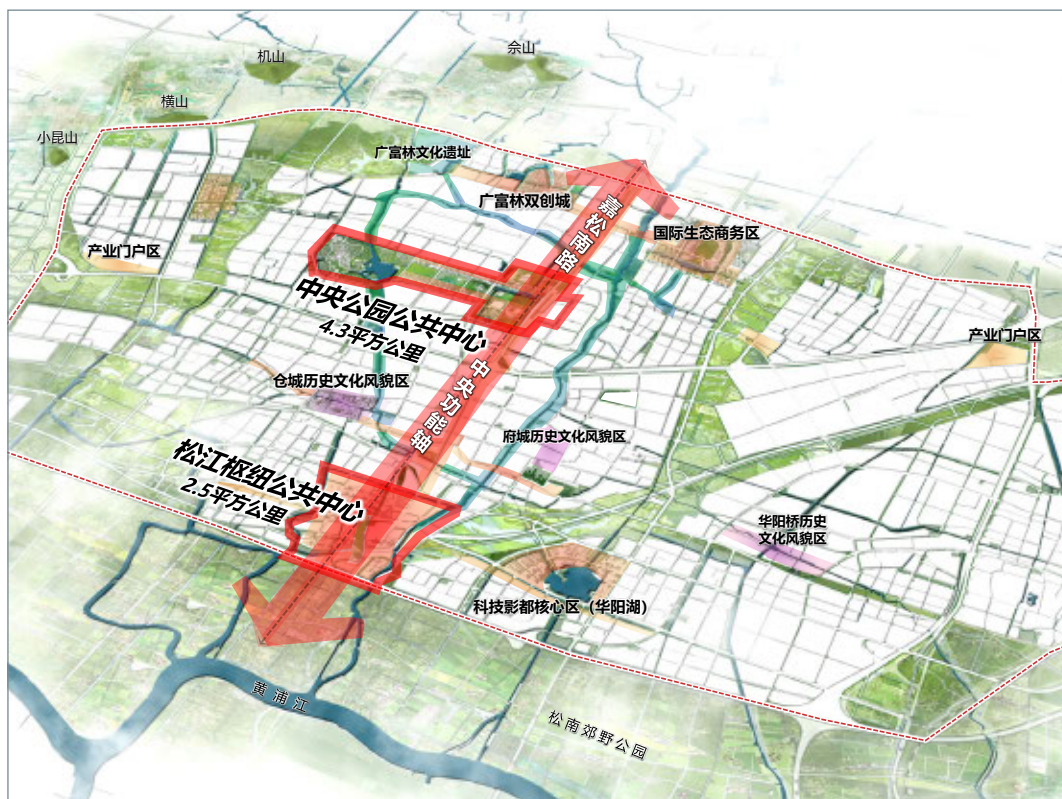 佘山
机山
横山
小昆山
广富林文化遗址
广富林双创城
嘉松南路
国际生态商务区
产业门户区
中央公园公共中心
4.3平方公里
产业门户区
中央功能轴
仓城历史文化风貌区
府城历史文化风貌区
松江枢纽公共中心
2.5平方公里
华阳桥历史
文化风貌区
科技影都核心区（华阳湖）
黄浦江
松南郊野公园